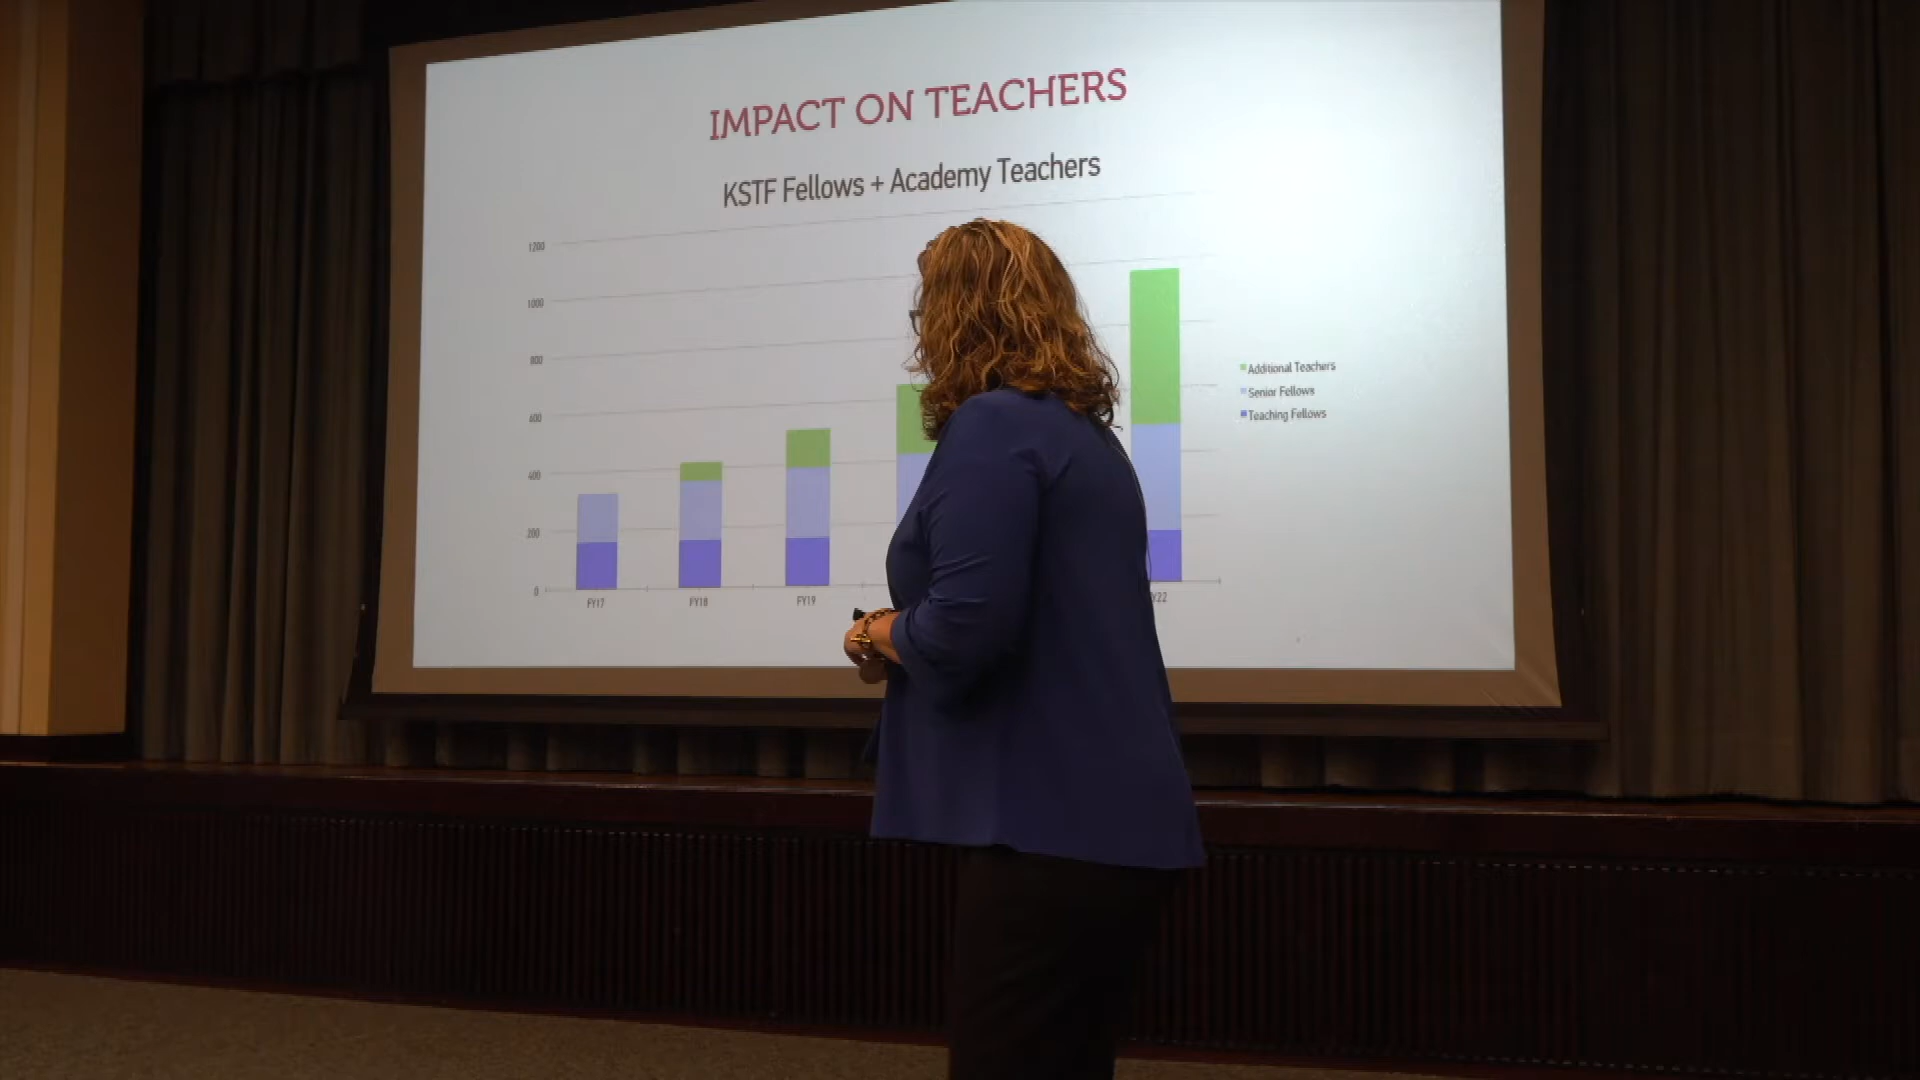 IMPACT ON TEACHERS
KSTF Fellows + Academy Teachers
1200
1000
800
600
400
200
0
FY17
FY18
FY19
Y22
Additional Teachers
Senior Fellows
Teaching Fellows